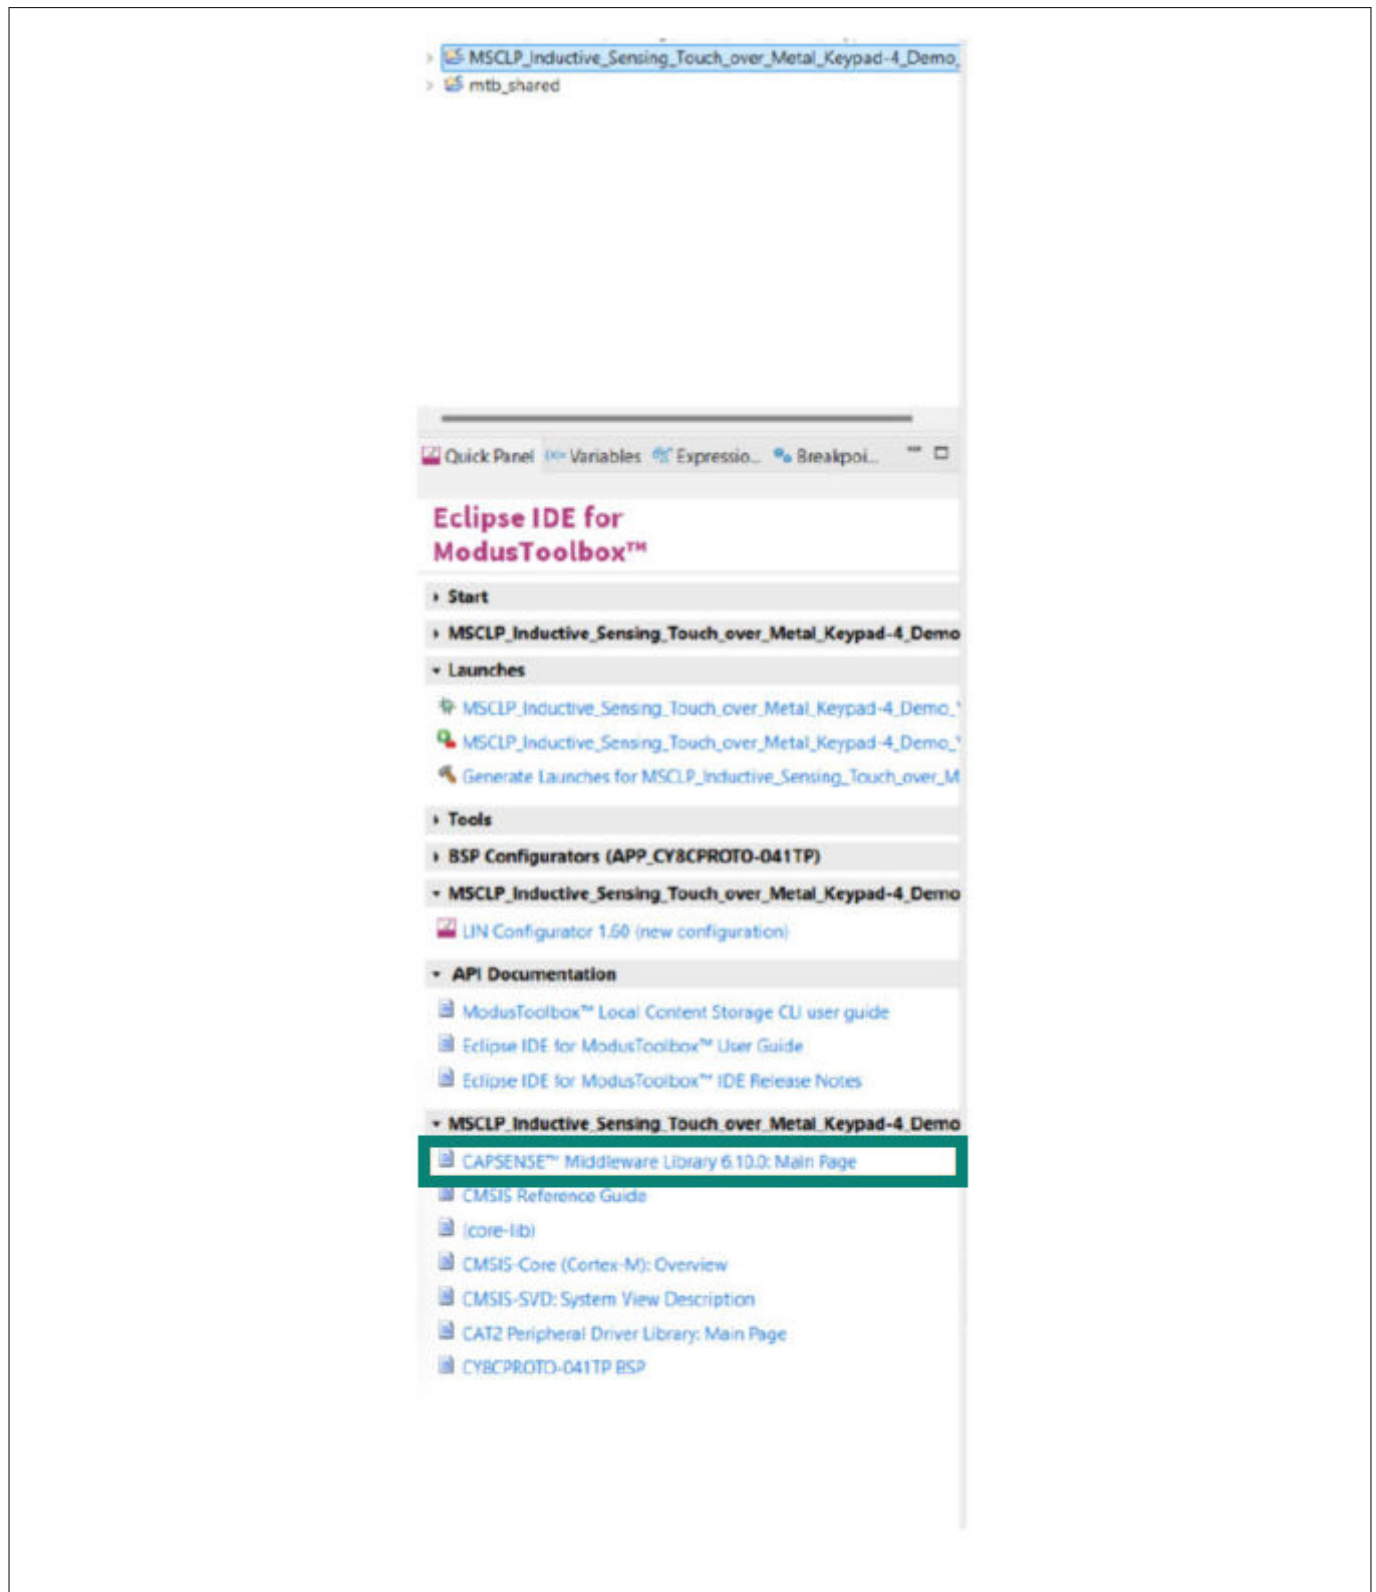 MSCLP_Inductive_Sensing_Touch_over_Metal_Keypad-4_Demo_
mtb_shared
Quick Panel (x)= Variables Expressio... Breakpoi...
Eclipse IDE for
ModusToolbox™
Start
MSCLP_Inductive_Sensing_Touch_over_Metal_Keypad-4_Demo
Launches
MSCLP_Inductive_Sensing_Touch_over_Metal_Keypad-4_Demo_
MSCLP_Inductive_Sensing_Touch_over_Metal_Keypad-4_Demo_
Generate Launches for MSCLP_Inductive_Sensing_Touch_over_M
Tools
BSP Configurators (APP_CY8CPROTO-041TP)
MSCLP_Inductive_Sensing_Touch_over_Metal_Keypad-4_Demo
LIN Configurator 1.60 (new configuration)
API Documentation
ModusToolbox™ Local Content Storage CLI user guide
Eclipse IDE for ModusToolbox™ User Guide
Eclipse IDE for ModusToolbox™ IDE Release Notes
MSCLP_Inductive_Sensing_Touch_over_Metal_Keypad-4_Demo
CAPSENSE™ Middleware Library 6.10.0: Main Page
CMSIS Reference Guide
(core-lib)
CMSIS-Core (Cortex-M): Overview
CMSIS-SVD: System View Description
CAT2 Peripheral Driver Library: Main Page
CY8CPROTO-041TP BSP